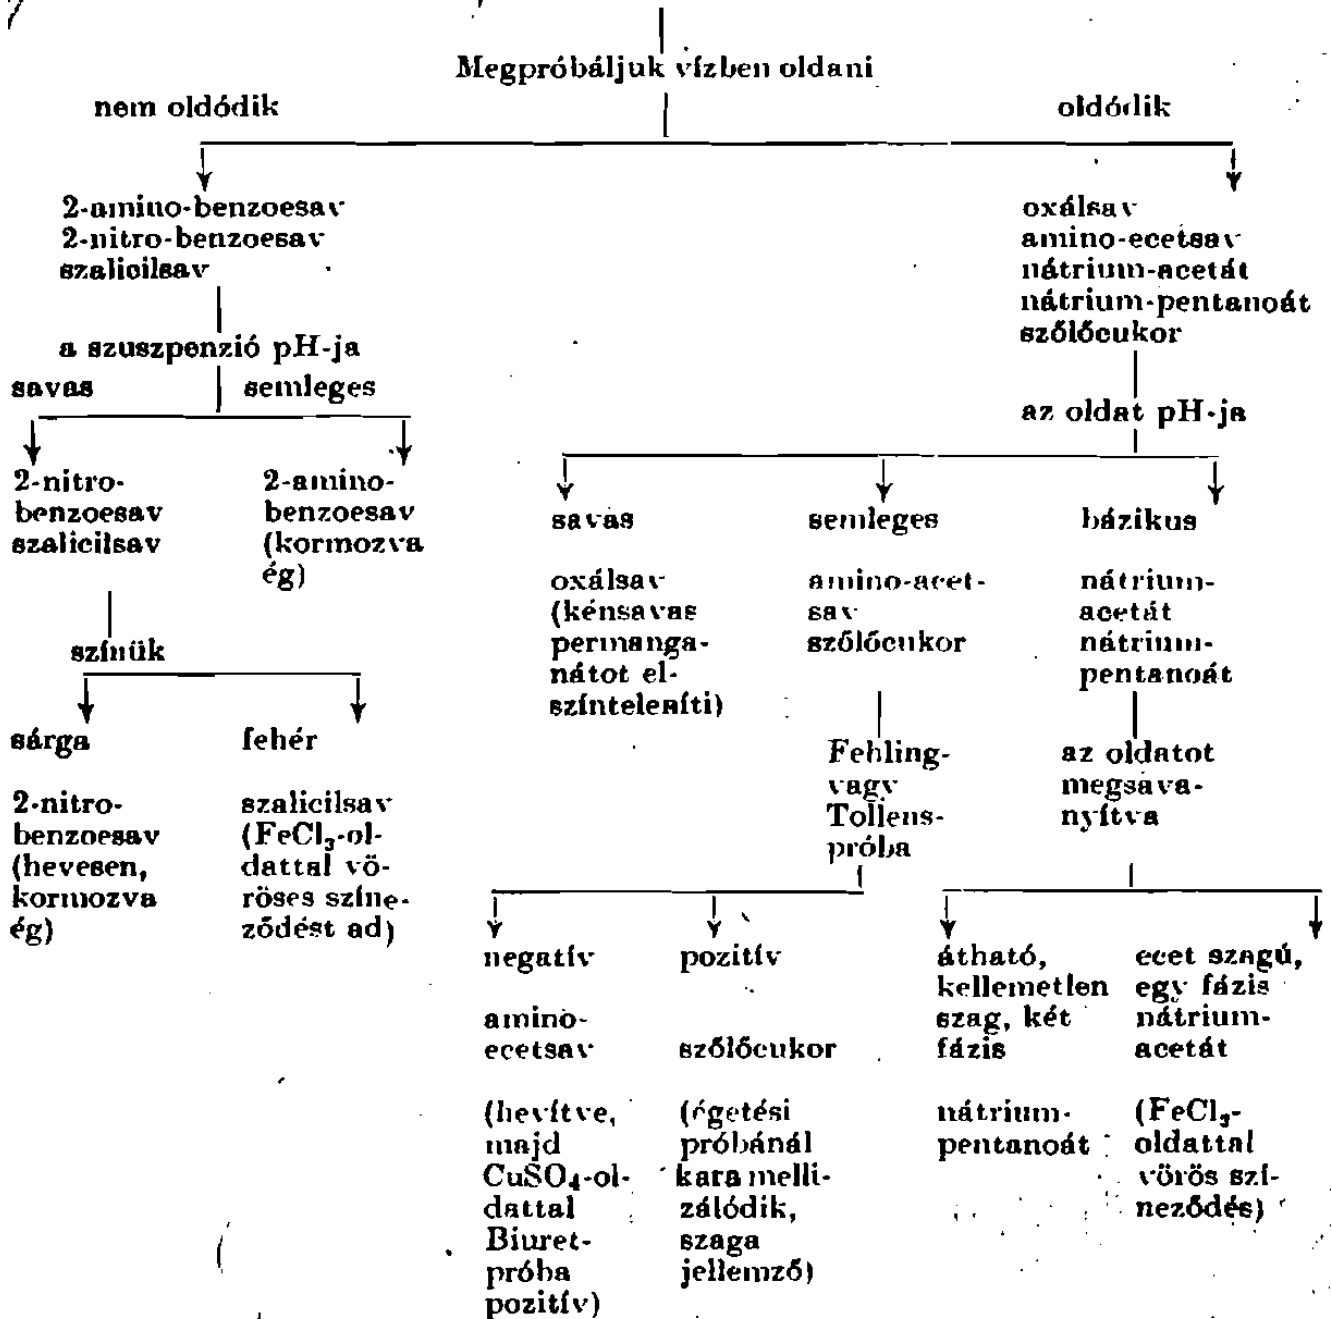 Megpróbáljuk vízben oldani
nem oldódik
oldódik
2-amino-benzoesav
2-nitro-benzoesav
szalicilsav
a szuszpenzió pH-ja
savas
semleges
2-nitro-
benzoesav
szalicilsav
2-amino-
benzoesav
(kormozva
ég)
színük
sárga
fehér
2-nitro-
benzoesav
(hevesen,
kormozva
ég)
szalicilsav
(FeCl₃-ol-
dattal vö-
röses színe-
ződést ad)
oxálsav
amino-ecetsav
nátrium-acetát
nátrium-pentanoát
szőlőcukor
az oldat pH-ja
savas
semleges
bázikus
oxálsav
(kénsavas
permanga-
nátot el-
színteleníti)
amino-acet-
sav
szőlőcukor
nátrium-
acetát
nátrium-
pentanoát
Fehling-
vagy
Tollens-
próba
az oldatot
megsava-
nyítva
negatív
pozitív
amino-
ecetsav
szőlőcukor
(hevítve,
majd
CuSO₄-ol-
dattal
Biuret-
próba
pozitív)
(égetési
próbánál
karamelli-
zálódik,
szaga
jellemző)
átható,
kellemetlen
szag, két
fázis
nátrium-
pentanoát
ecet szagú,
egy fázis
nátrium-
acetát
(FeCl₃-
oldattal
vörös szí-
neződés)